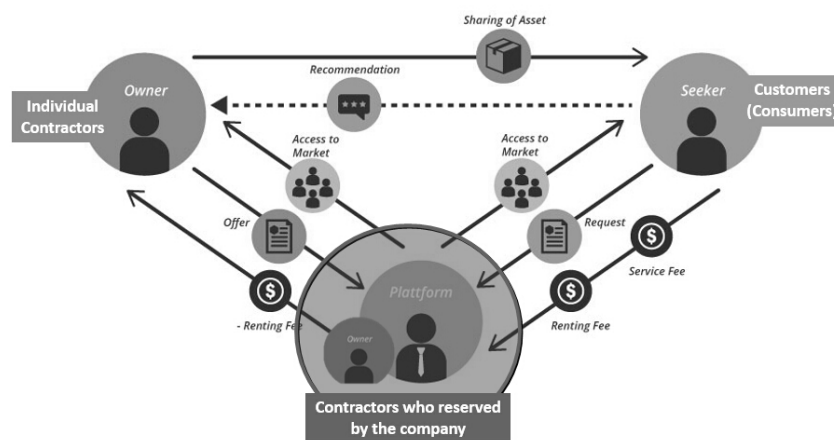 Sharing of Asset
Recommendation
Owner
Individual
Contractors
Seeker
Customers
(Consumers)
Access to
Market
Access to
Market
Offer
Request
Plattform
Service Fee
- Renting Fee
Renting Fee
Owner
Contractors who reserved
by the company